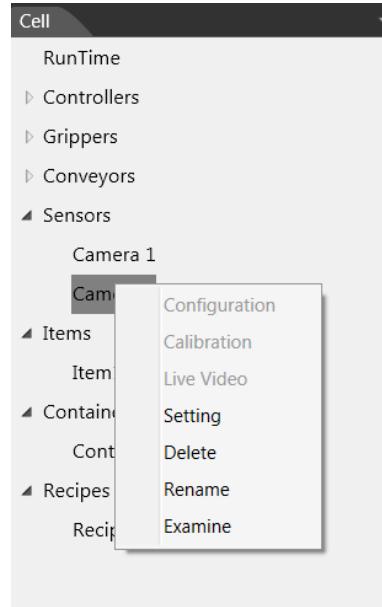 Cell
RunTime
Controllers
Grippers
Conveyors
Sensors
Camera 1
Configuration
Calibration
Live Video
Setting
Delete
Rename
Examine
Items
Recipes